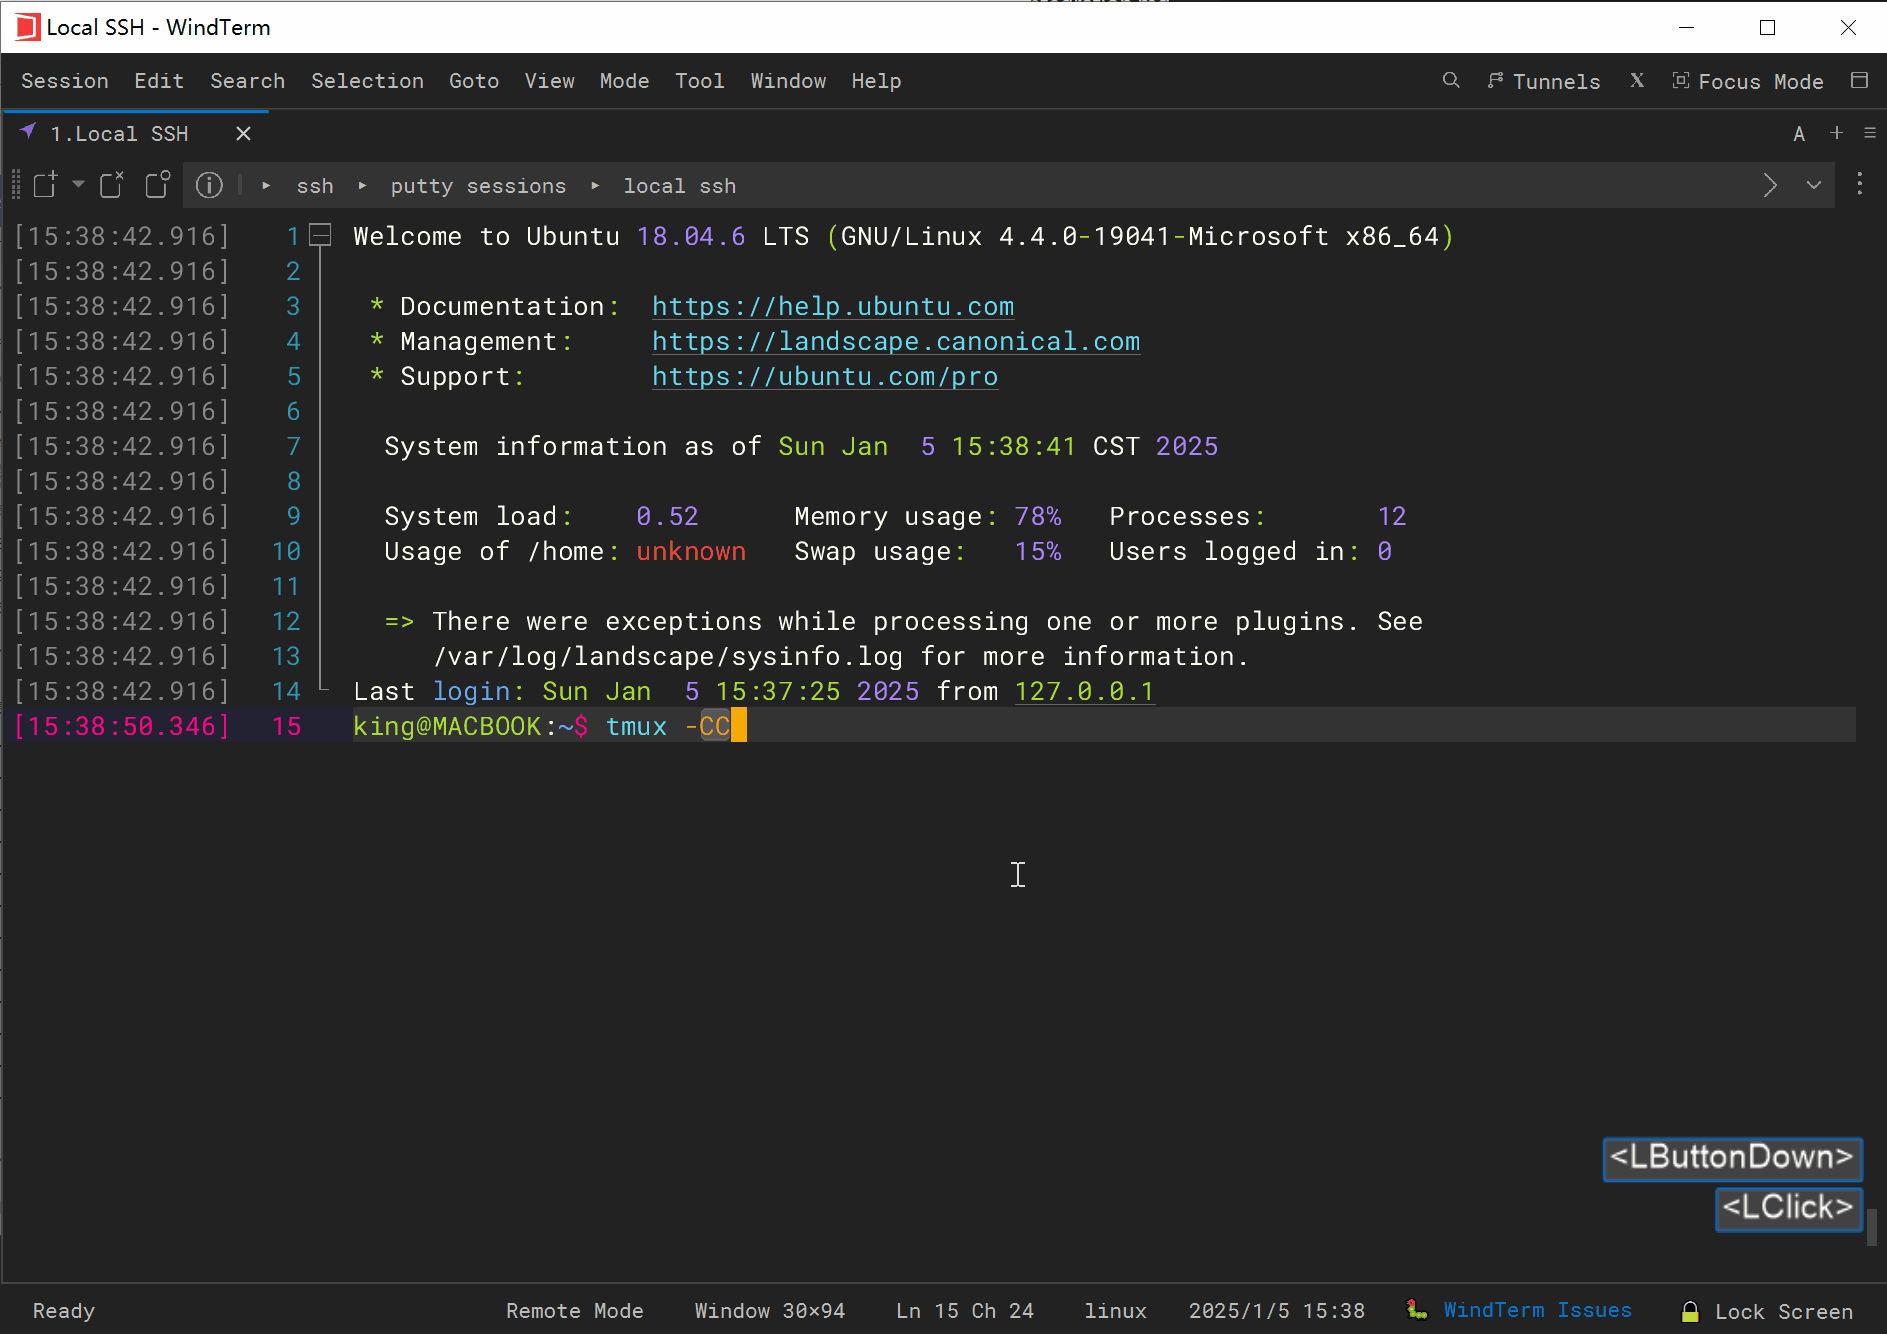 Local SSH - WindTerm
Session Edit Search Selection Goto View Mode Tool Window Help Tunnels X Focus Mode
1.Local SSH A
ssh putty sessions local ssh
[15:38:42.916] 1 Welcome to Ubuntu 18.04.6 LTS (GNU/Linux 4.4.0-19041-Microsoft x86_64)
[15:38:42.916] 2
[15:38:42.916] 3 * Documentation: https://help.ubuntu.com
[15:38:42.916] 4 * Management: https://landscape.canonical.com
[15:38:42.916] 5 * Support: https://ubuntu.com/pro
[15:38:42.916] 6
[15:38:42.916] 7 System information as of Sun Jan 5 15:38:41 CST 2025
[15:38:42.916] 8
[15:38:42.916] 9 System load: 0.52 Memory usage: 78% Processes: 12
[15:38:42.916] 10 Usage of /home: unknown Swap usage: 15% Users logged in: 0
[15:38:42.916] 11
[15:38:42.916] 12 => There were exceptions while processing one or more plugins. See
[15:38:42.916] 13 /var/log/landscape/sysinfo.log for more information.
[15:38:42.916] 14 Last login: Sun Jan 5 15:37:25 2025 from 127.0.0.1
[15:38:50.346] 15 king@MACBOOK:~$ tmux -CC
<LButtonDown>
<LClick>
Ready Remote Mode Window 30×94 Ln 15 Ch 24 linux 2025/1/5 15:38 WindTerm Issues Lock Screen